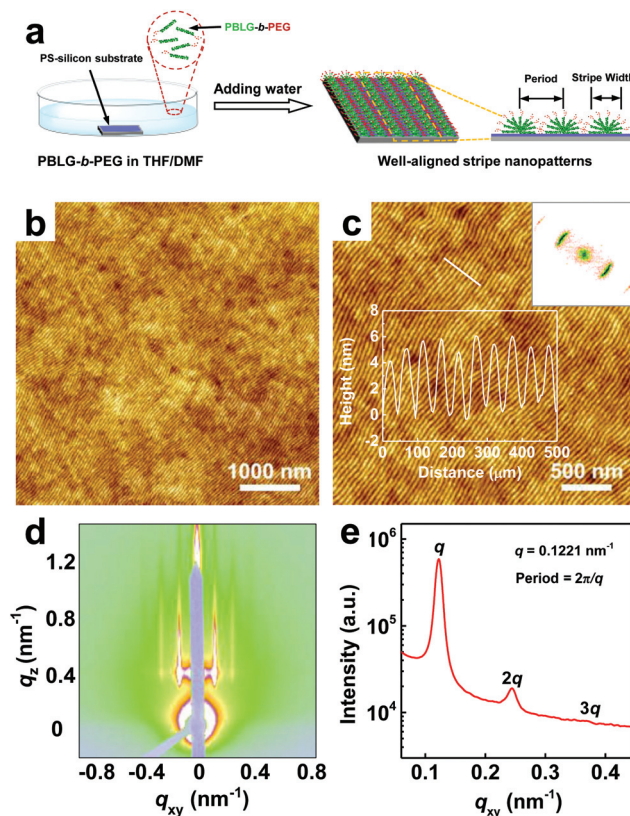 a
PBLG-b-PEG
PS-silicon substrate
Adding water
Period
Stripe Width
PBLG-b-PEG in THF/DMF
Well-aligned stripe nanopatterns
b
1000 nm
c
Height (nm)
8
6
4
2
0
-2
0 100 200 300 400 500
Distance (μm)
500 nm
d
qz (nm⁻¹)
1.2
0.8
0.4
0
-0.8 -0.4 0 0.4 0.8
qxy (nm⁻¹)
e
Intensity (a.u.)
10⁶
10⁵
10⁴
q
q = 0.1221 nm⁻¹
Period = 2π/q
2q
3q
0.1 0.2 0.3 0.4
qxy (nm⁻¹)